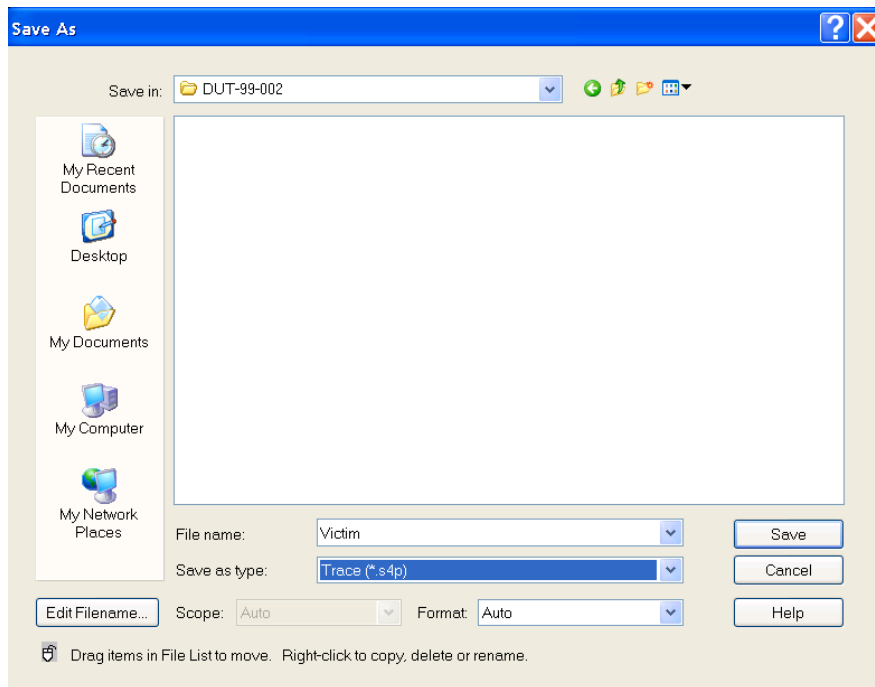 Save As
Save in: DUT-99-002
My Recent
Documents
Desktop
My Documents
My Computer
My Network
Places
File name: Victim Save
Save as type: Trace (*.s4p) Cancel
Edit Filename... Scope: Auto Format: Auto Help
Drag items in File List to move. Right-click to copy, delete or rename.